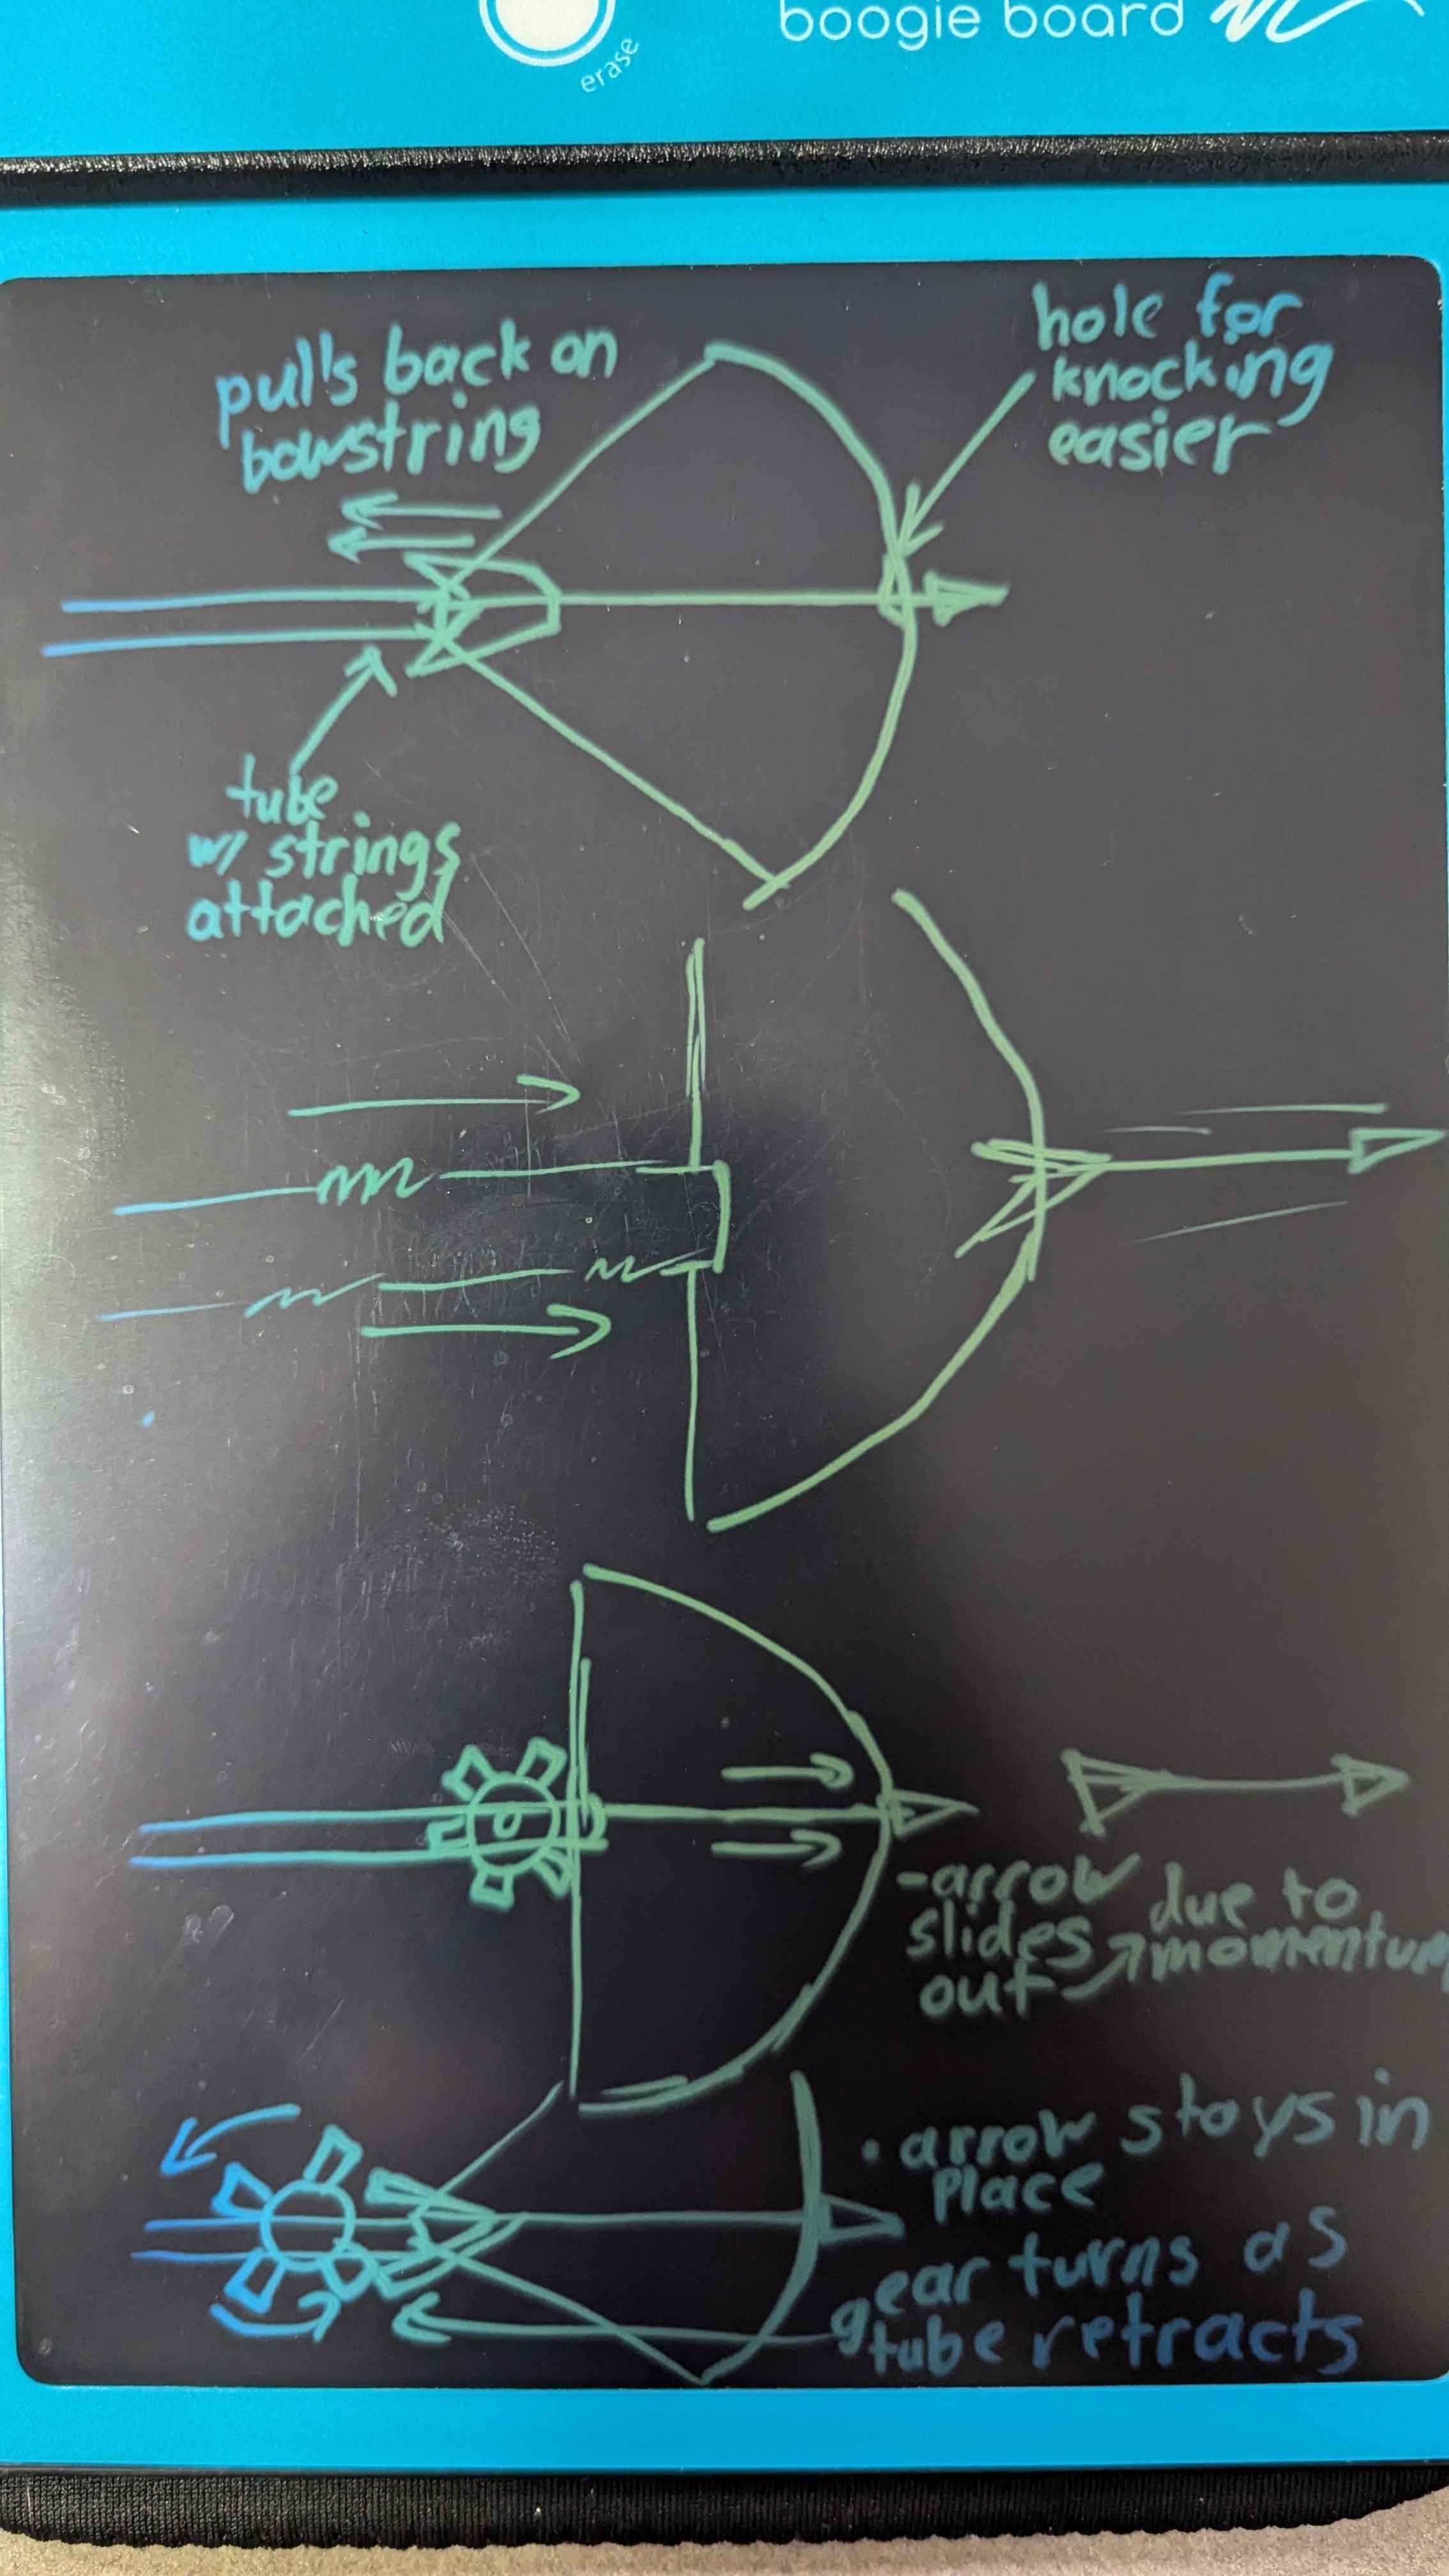 boogie board
erase
pulls back on
bowstring
hole for
knocking
easier
tube
w/ strings
attached
-arrow due to
slides momentum
out
• arrow stays in
place
gear turns as
tube retracts